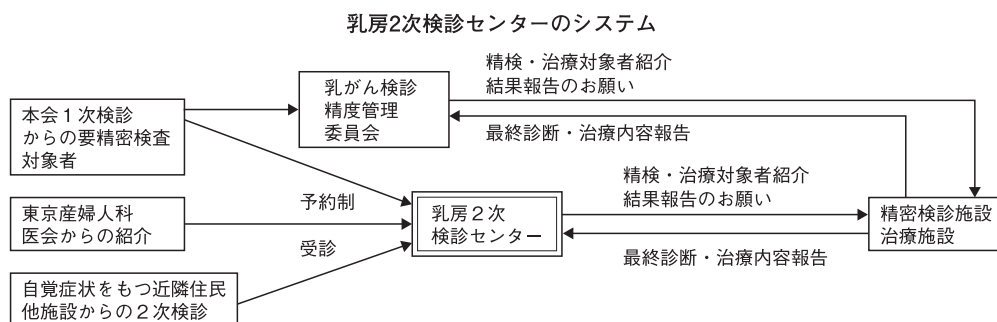 乳房2次検診センターのシステム
精検・治療対象者紹介
結果報告のお願い
乳がん検診
精度管理
委員会
本会１次検診
からの要精密検査
対象者
最終診断・治療内容報告
精検・治療対象者紹介
結果報告のお願い
予約制
東京産婦人科
医会からの紹介
乳房２次
検診センター
精密検診施設
治療施設
受診
最終診断・治療内容報告
自覚症状をもつ近隣住民
他施設からの２次検診